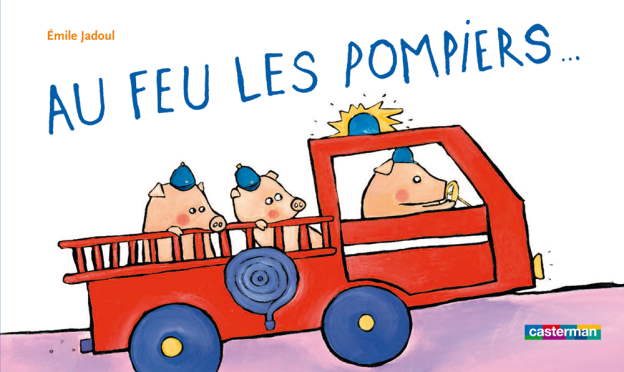 Émile Jadoul
AU FEU LES POMPIERS...
casterman